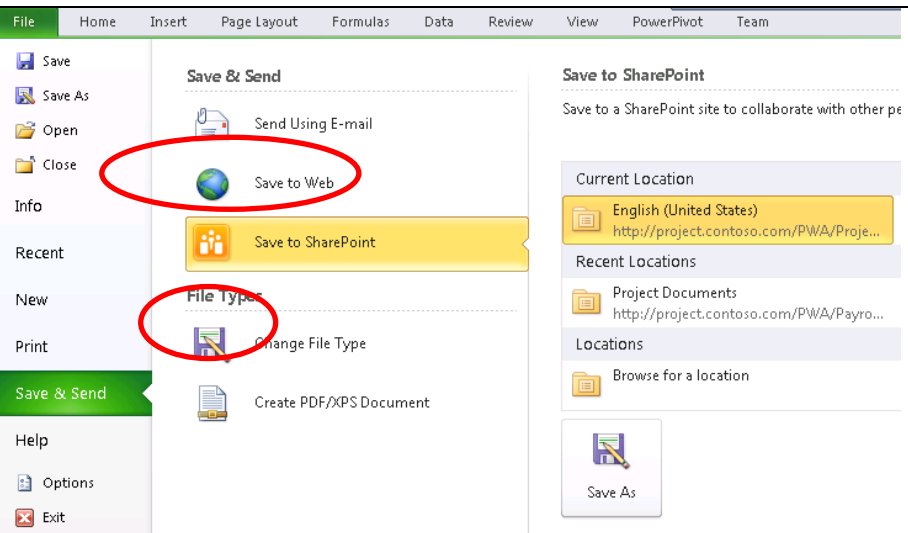 File Home Insert Page Layout Formulas Data Review View PowerPivot Team
Save
Save As
Open
Close
Info
Recent
New
Print
Save & Send
Help
Options
Exit
Save & Send
Send Using E-mail
Save to Web
Save to SharePoint
File Types
Change File Type
Create PDF/XPS Document
Save to SharePoint
Save to a SharePoint site to collaborate with other pe
Current Location
English (United States)
http://project.contoso.com/PWA/Proje...
Recent Locations
Project Documents
http://project.contoso.com/PWA/Payro...
Locations
Browse for a location
Save As